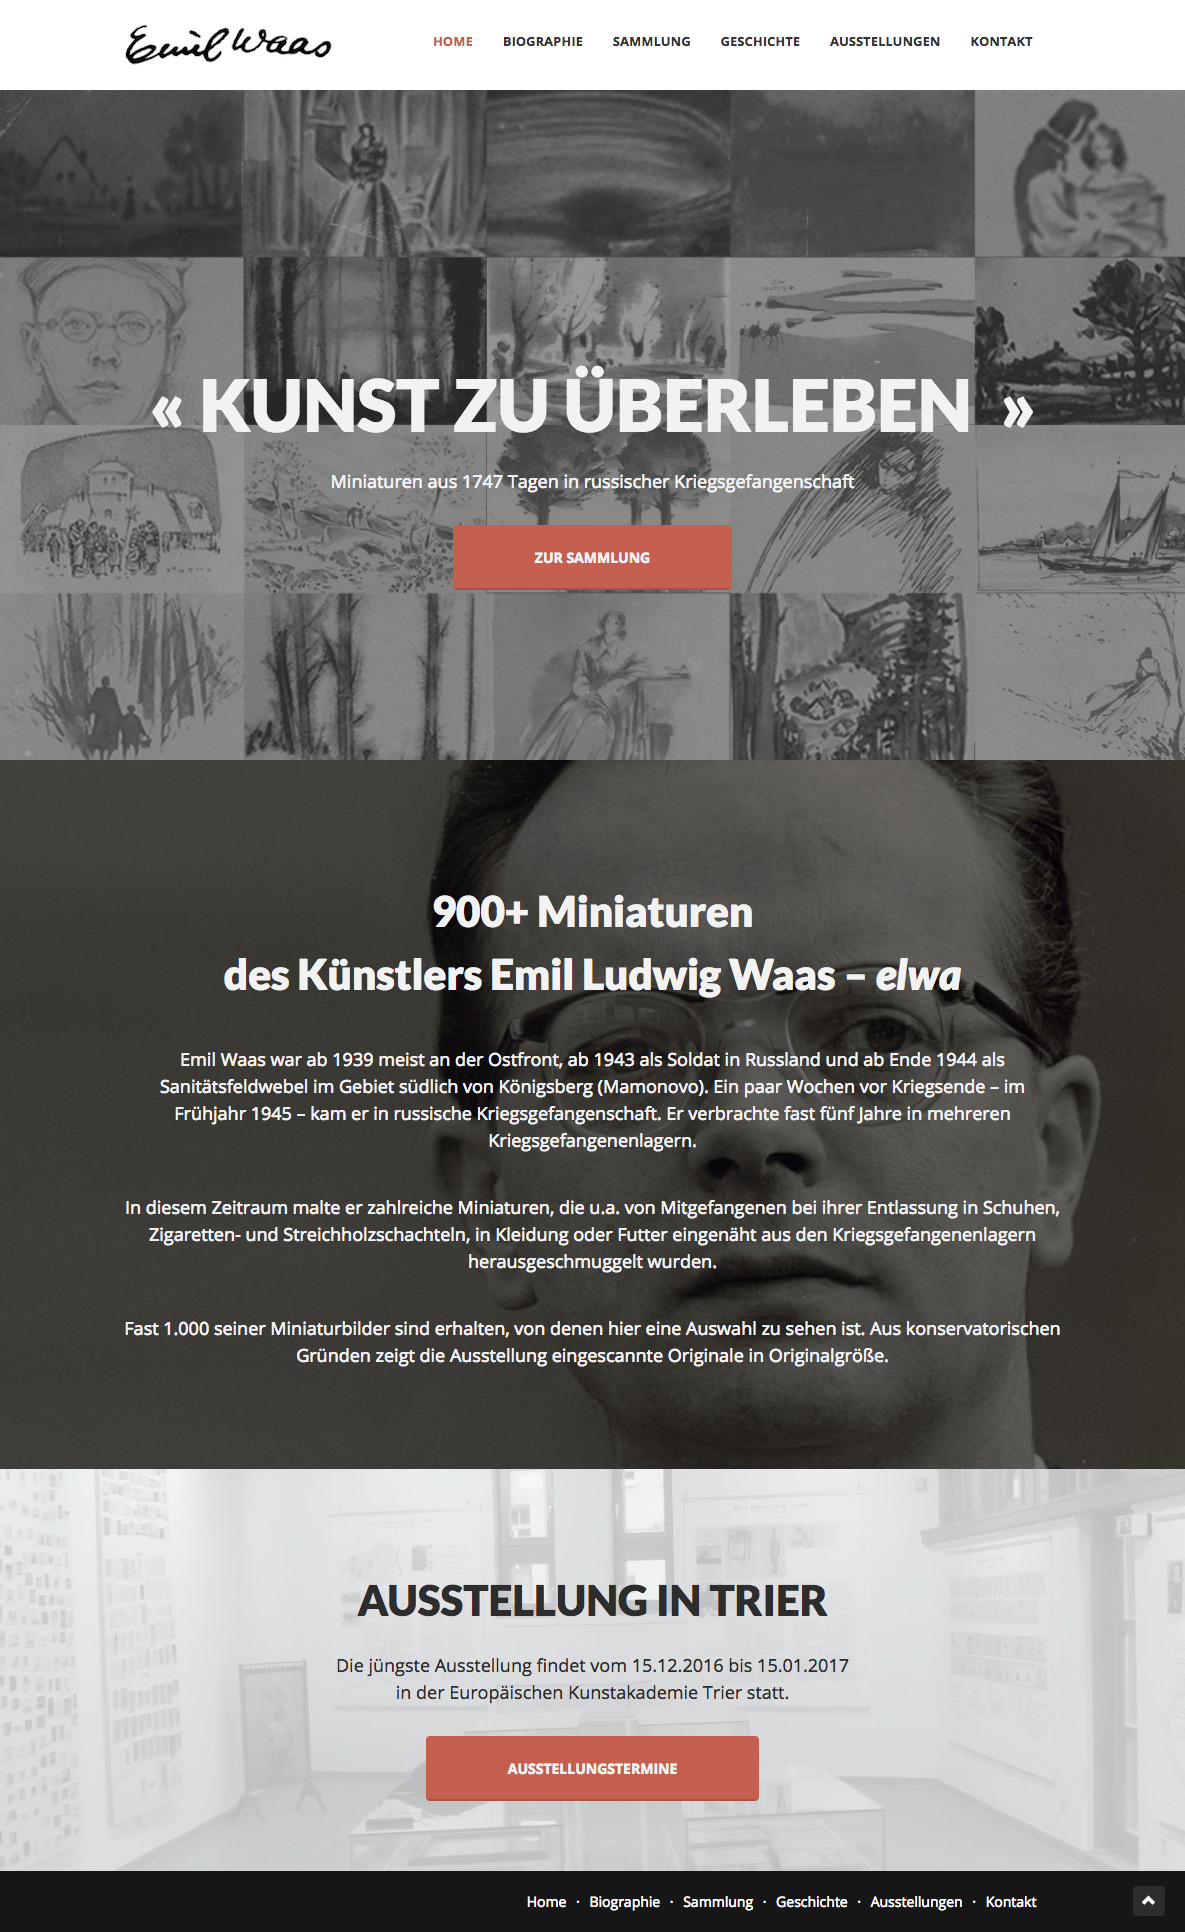 Emil Waas
HOME BIOGRAPHIE SAMMLUNG GESCHICHTE AUSSTELLUNGEN KONTAKT
« KUNST ZU ÜBERLEBEN »
Miniaturen aus 1747 Tagen in russischer Kriegsgefangenschaft
ZUR SAMMLUNG
900+ Miniaturen
des Künstlers Emil Ludwig Waas – elwa
Emil Waas war ab 1939 meist an der Ostfront, ab 1943 als Soldat in Russland und ab Ende 1944 als
Sanitätsfeldwebel im Gebiet südlich von Königsberg (Mamonovo). Ein paar Wochen vor Kriegsende – im
Frühjahr 1945 – kam er in russische Kriegsgefangenschaft. Er verbrachte fast fünf Jahre in mehreren
Kriegsgefangenenlagern.
In diesem Zeitraum malte er zahlreiche Miniaturen, die u.a. von Mitgefangenen bei ihrer Entlassung in Schuhen,
Zigaretten- und Streichholzschachteln, in Kleidung oder Futter eingenäht aus den Kriegsgefangenenlagern
herausgeschmuggelt wurden.
Fast 1.000 seiner Miniaturbilder sind erhalten, von denen hier eine Auswahl zu sehen ist. Aus konservatorischen
Gründen zeigt die Ausstellung eingescannte Originale in Originalgröße.
AUSSTELLUNG IN TRIER
Die jüngste Ausstellung findet vom 15.12.2016 bis 15.01.2017
in der Europäischen Kunstakademie Trier statt.
AUSSTELLUNGSTERMINE
Home · Biographie · Sammlung · Geschichte · Ausstellungen · Kontakt